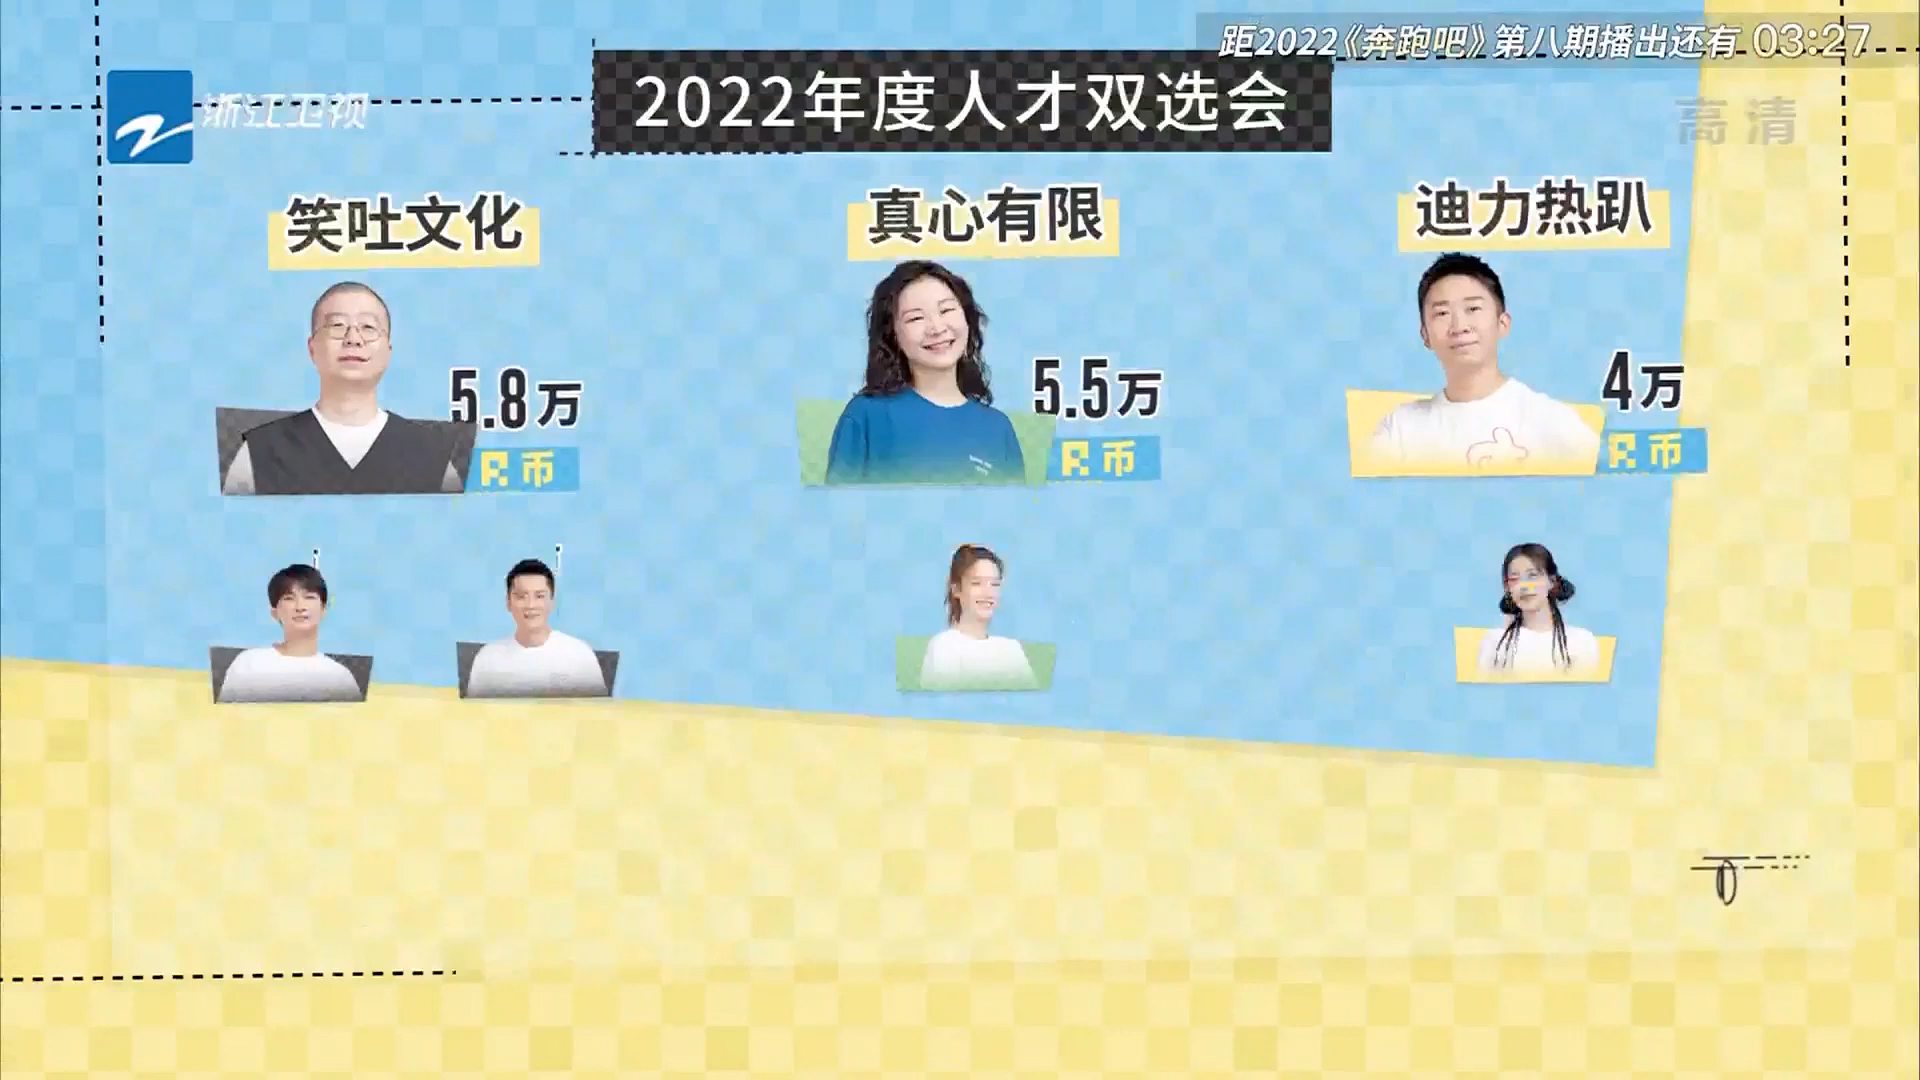 距2022《奔跑吧》第八期播出还有 03:27
浙江卫视
2022年度人才双选会
高清
笑吐文化
真心有限
迪力热趴
5.8万
R币
5.5万
R币
4万
R币